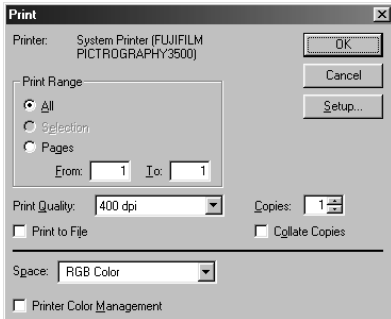 Print
Printer: System Printer (FUJIFILM
PICTROGRAPHY3500)
OK
Cancel
Setup...
Print Range
All
Selection
Pages
From: 1 To: 1
Print Quality: 400 dpi
Copies: 1
Print to File
Collate Copies
Space: RGB Color
Printer Color Management